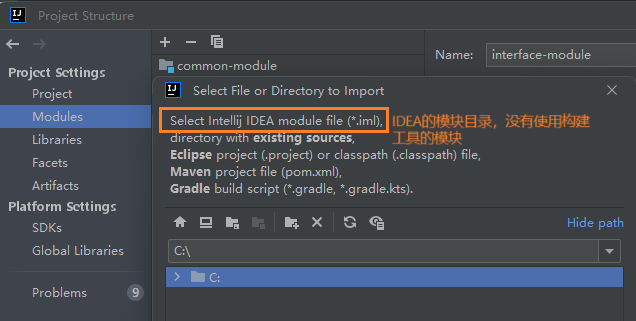 IJ Project Structure
Project Settings
Project
Modules
Libraries
Facets
Artifacts
Platform Settings
SDKs
Global Libraries
Problems 9
common-module
Name: interface-module
IJ Select File or Directory to Import
Select Intellij IDEA module file (*.iml),
directory with existing sources,
Eclipse project (.project) or classpath (.classpath) file,
Maven project file (pom.xml),
Gradle build script (*.gradle, *.gradle.kts).
IDEA的模块目录，没有使用构建
工具的模块
Hide path
C:\
C: